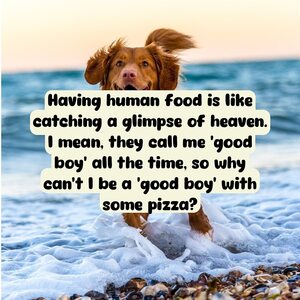 Having human food is like
catching a glimpse of heaven.
I mean, they call me 'good
boy' all the time, so why
can't I be a 'good boy' with
some pizza?